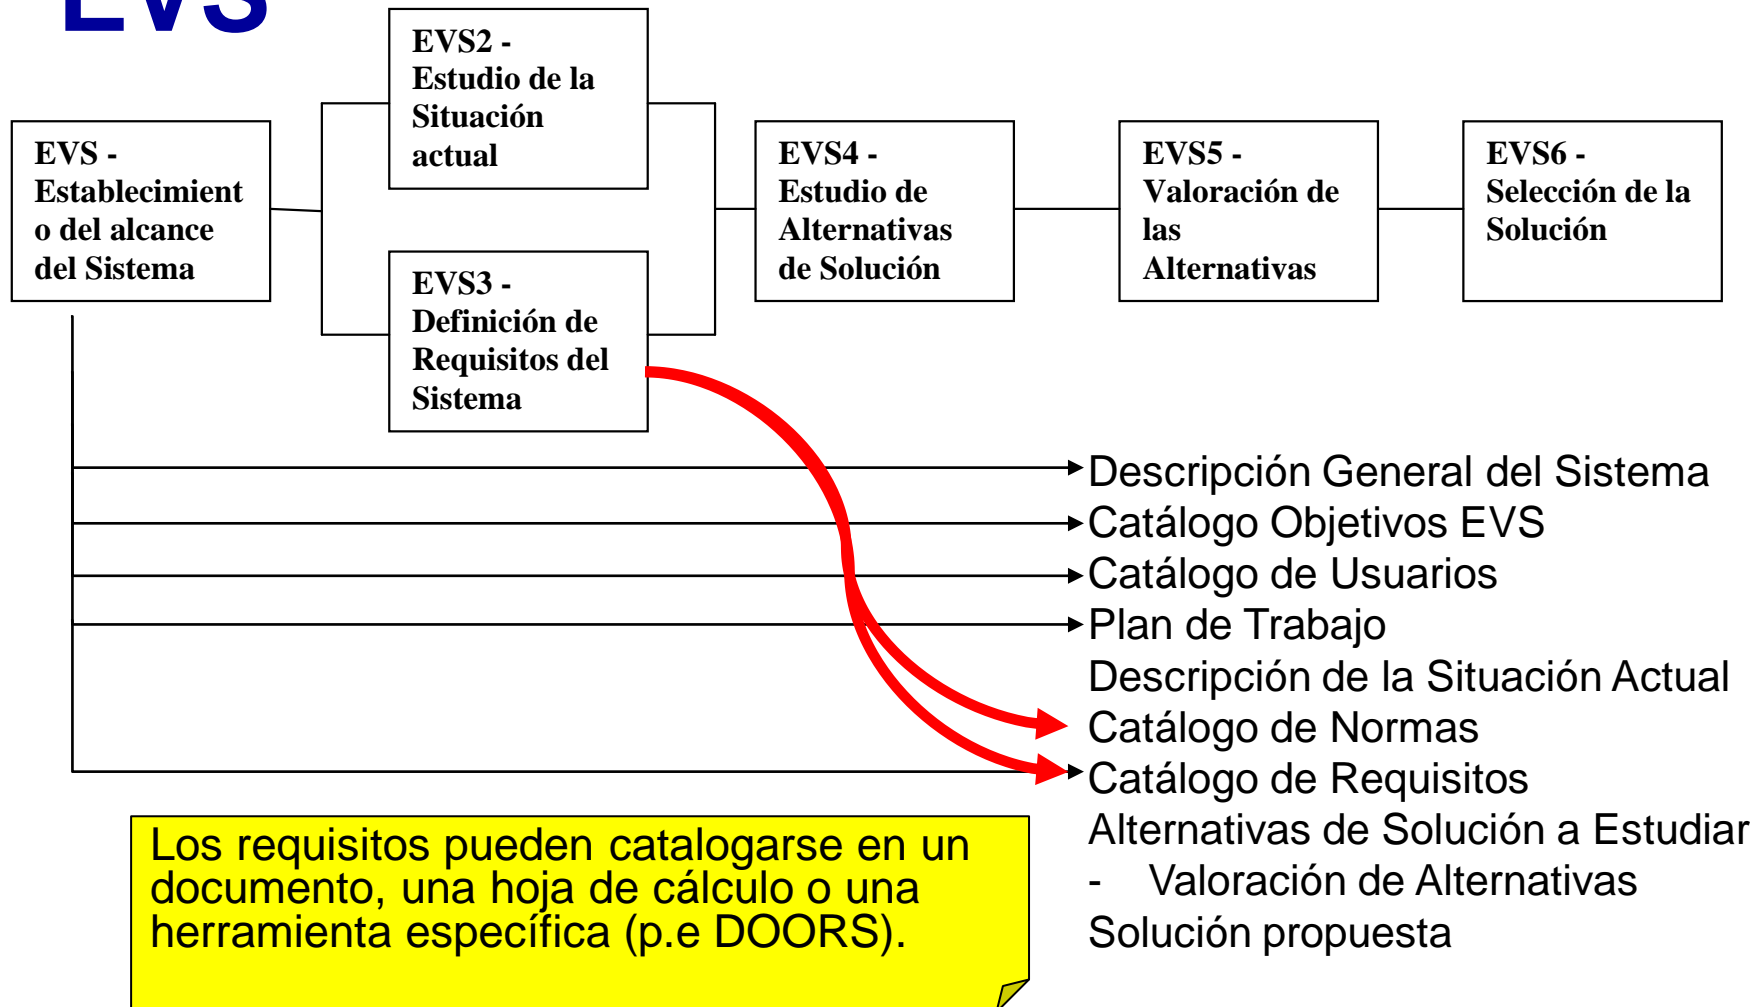 EVS
EVS2 -
Estudio de la
Situación
actual
EVS -
Establecimient
o del alcance
del Sistema
EVS3 -
Definición de
Requisitos del
Sistema
EVS4 -
Estudio de
Alternativas
de Solución
EVS5 -
Valoración de
las
Alternativas
EVS6 -
Selección de la
Solución
Descripción General del Sistema
Catálogo Objetivos EVS
Catálogo de Usuarios
Plan de Trabajo
Descripción de la Situación Actual
Catálogo de Normas
Catálogo de Requisitos
Alternativas de Solución a Estudiar
- Valoración de Alternativas
Solución propuesta
Los requisitos pueden catalogarse en un
documento, una hoja de cálculo o una
herramienta específica (p.e DOORS).